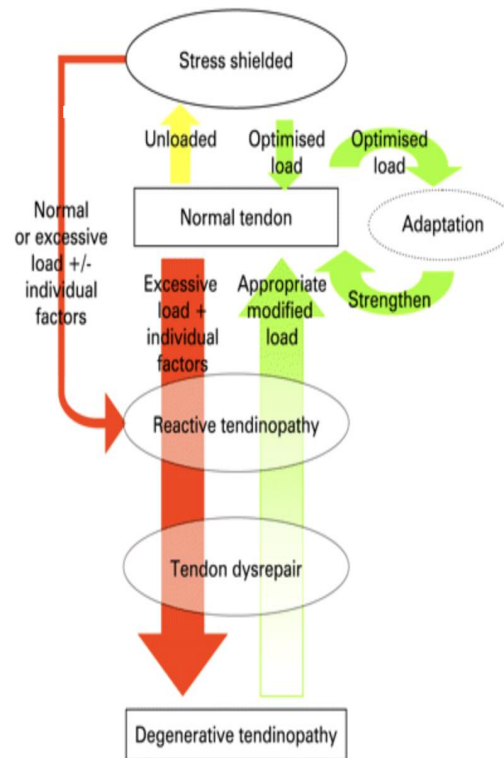 Stress shielded
Unloaded
Optimised
load
Optimised
load
Normal
or excessive
load +/-
individual
factors
Normal tendon
Adaptation
Excessive
load +
individual
factors
Appropriate
modified
load
Strengthen
Reactive tendinopathy
Tendon dysrepair
Degenerative tendinopathy